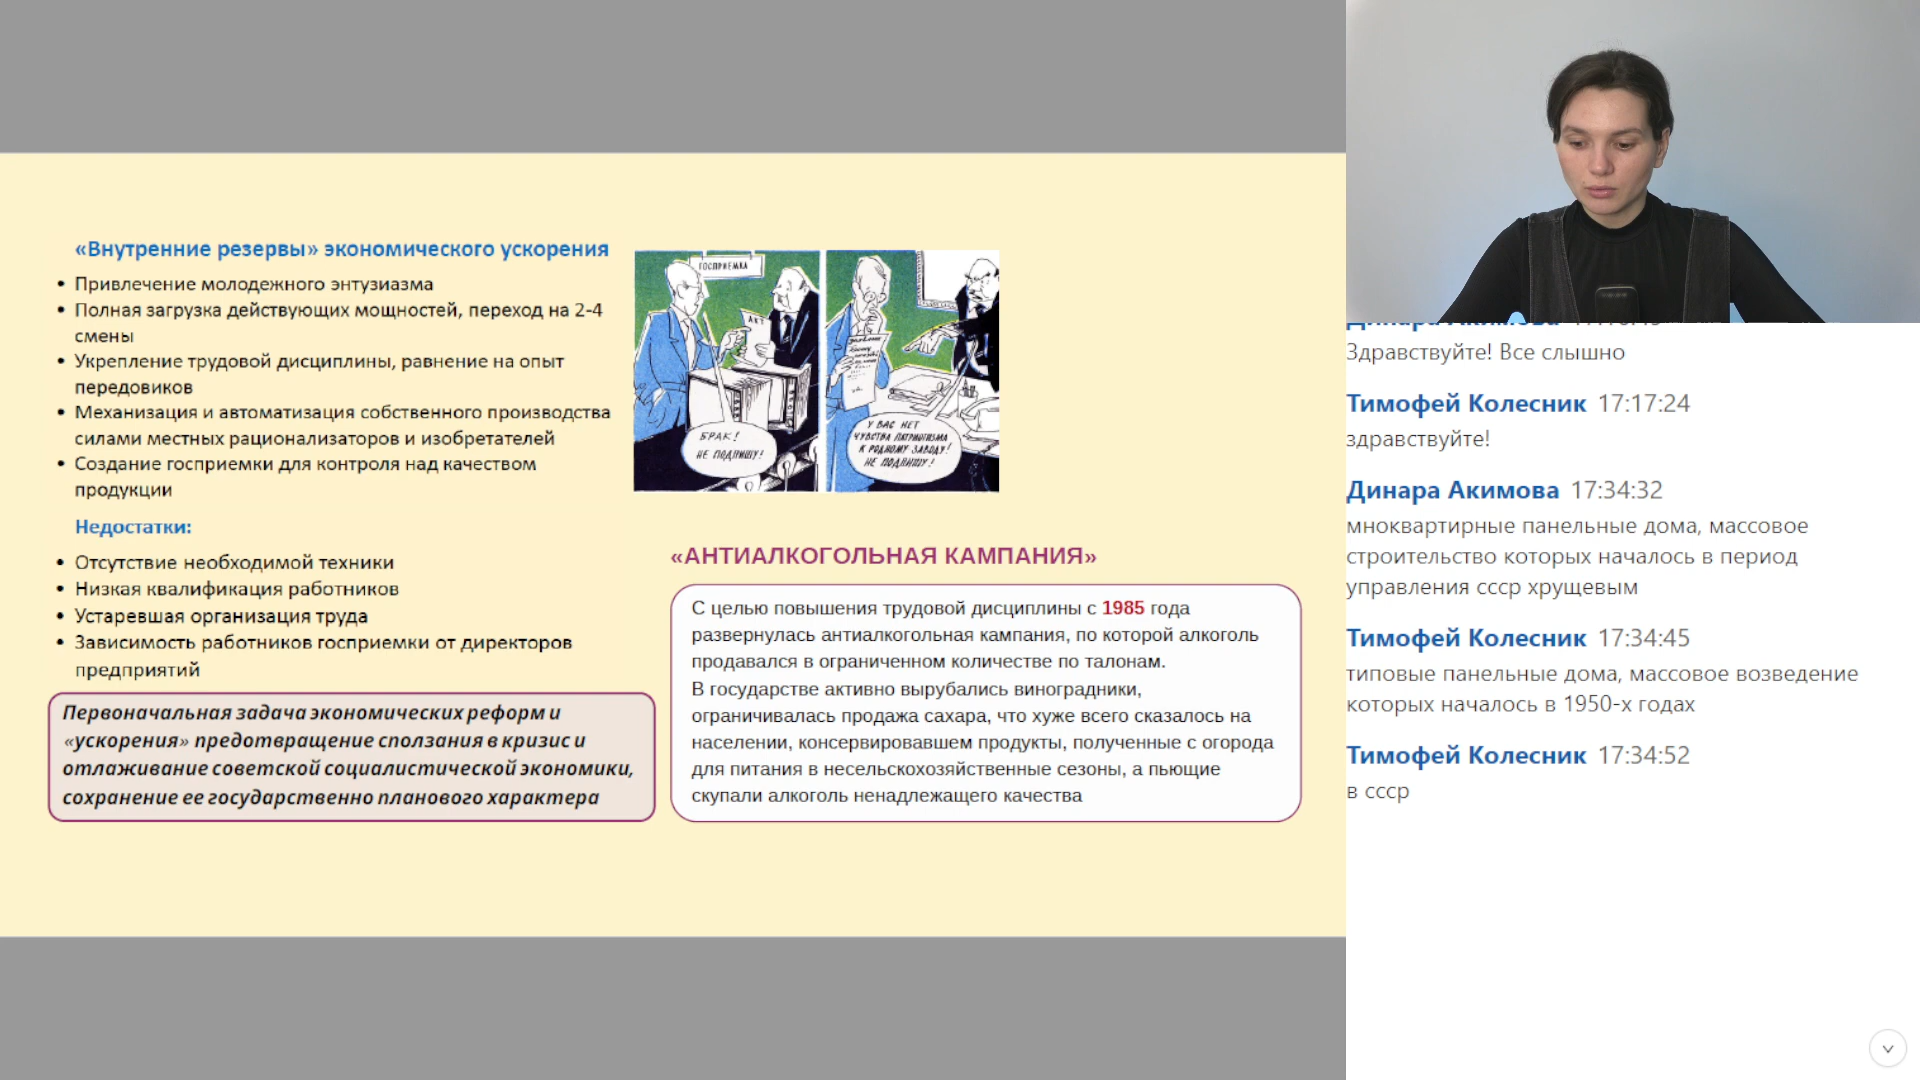 «Внутренние резервы» экономического ускорения
• Привлечение молодежного энтузиазма
• Полная загрузка действующих мощностей, переход на 2-4
смены
• Укрепление трудовой дисциплины, равнение на опыт
передовиков
• Механизация и автоматизация собственного производства
силами местных рационализаторов и изобретателей
• Создание госприемки для контроля над качеством
продукции
Недостатки:
• Отсутствие необходимой техники
• Низкая квалификация работников
• Устаревшая организация труда
• Зависимость работников госприемки от директоров
предприятий
Первоначальная задача экономических реформ и
«ускорения» предотвращение сползания в кризис и
отлаживание советской социалистической экономики,
сохранение ее государственно планового характера
ГОСПРИЕМКА
АКТ
БРАК!
НЕ ПОДПИШУ!
У ВАС НЕТ
ЧУВСТВА ПАТРИОТИЗМА
К РОДНОМУ ЗАВОДУ!
НЕ ПОДПИШУ!
«АНТИАЛКОГОЛЬНАЯ КАМПАНИЯ»
С целью повышения трудовой дисциплины с 1985 года
развернулась антиалкогольная кампания, по которой алкоголь
продавался в ограниченном количестве по талонам.
В государстве активно вырубались виноградники,
ограничивалась продажа сахара, что хуже всего сказалось на
населении, консервировавшем продукты, полученные с огорода
для питания в несельскохозяйственные сезоны, а пьющие
скупали алкоголь ненадлежащего качества
Динара Акимова
Здравствуйте! Все слышно
Тимофей Колесник 17:17:24
здравствуйте!
Динара Акимова 17:34:32
мноквартирные панельные дома, массовое
строительство которых началось в период
управления ссср хрущевым
Тимофей Колесник 17:34:45
типовые панельные дома, массовое возведение
которых началось в 1950-х годах
Тимофей Колесник 17:34:52
в ссср